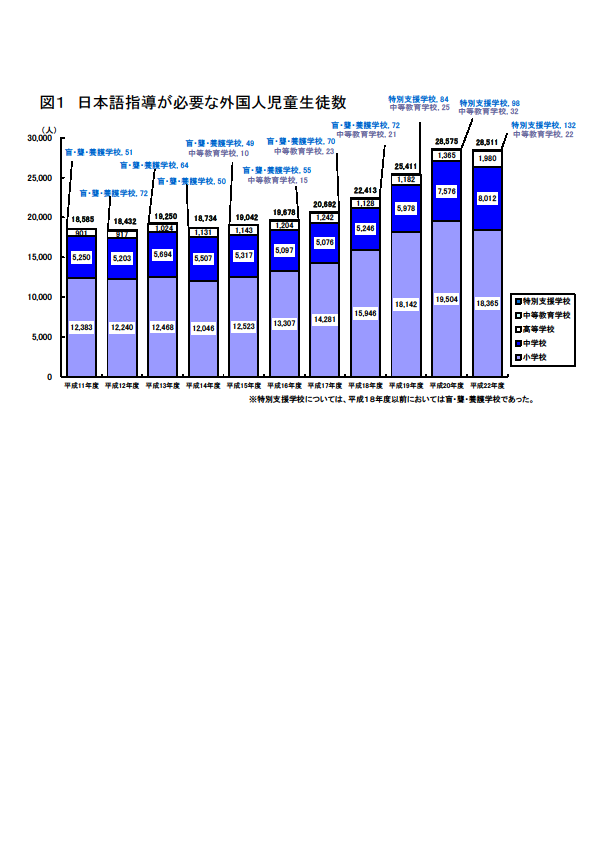 図１　日本語指導が必要な外国人児童生徒数
（人）
30,000
25,000
20,000
15,000
10,000
5,000
0
盲・聾・養護学校, 51
盲・聾・養護学校, 72
盲・聾・養護学校, 64
盲・聾・養護学校, 50
盲・聾・養護学校, 49
中等教育学校, 10
盲・聾・養護学校, 55
中等教育学校, 15
盲・聾・養護学校, 70
中等教育学校, 23
盲・聾・養護学校, 72
中等教育学校, 21
特別支援学校, 84
中等教育学校, 25
特別支援学校, 98
中等教育学校, 32
特別支援学校, 132
中等教育学校, 22
18,585
901
5,250
12,383
18,432
917
5,203
12,240
19,250
1,024
5,694
12,468
18,734
1,131
5,507
12,046
19,042
1,143
5,317
12,523
19,678
1,204
5,097
13,307
20,692
1,242
5,076
14,281
22,413
1,128
5,246
15,946
25,411
1,182
5,978
18,142
28,575
1,365
7,576
19,504
28,511
1,980
8,012
18,365
平成11年度 平成12年度 平成13年度 平成14年度 平成15年度 平成16年度 平成17年度 平成18年度 平成19年度 平成20年度 平成22年度
特別支援学校
中等教育学校
高等学校
中学校
小学校
※特別支援学校については、平成１８年度以前においては盲・聾・養護学校であった。